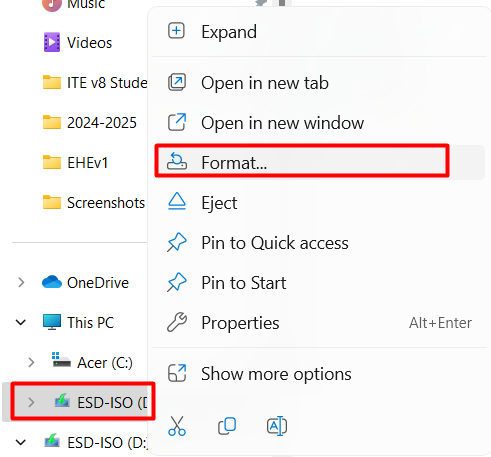 Music
Videos
ITE v8 Stude
2024-2025
EHEv1
Screenshots
OneDrive
This PC
Acer (C:)
ESD-ISO (D
ESD-ISO (D:)
Expand
Open in new tab
Open in new window
Format...
Eject
Pin to Quick access
Pin to Start
Properties Alt+Enter
Show more options